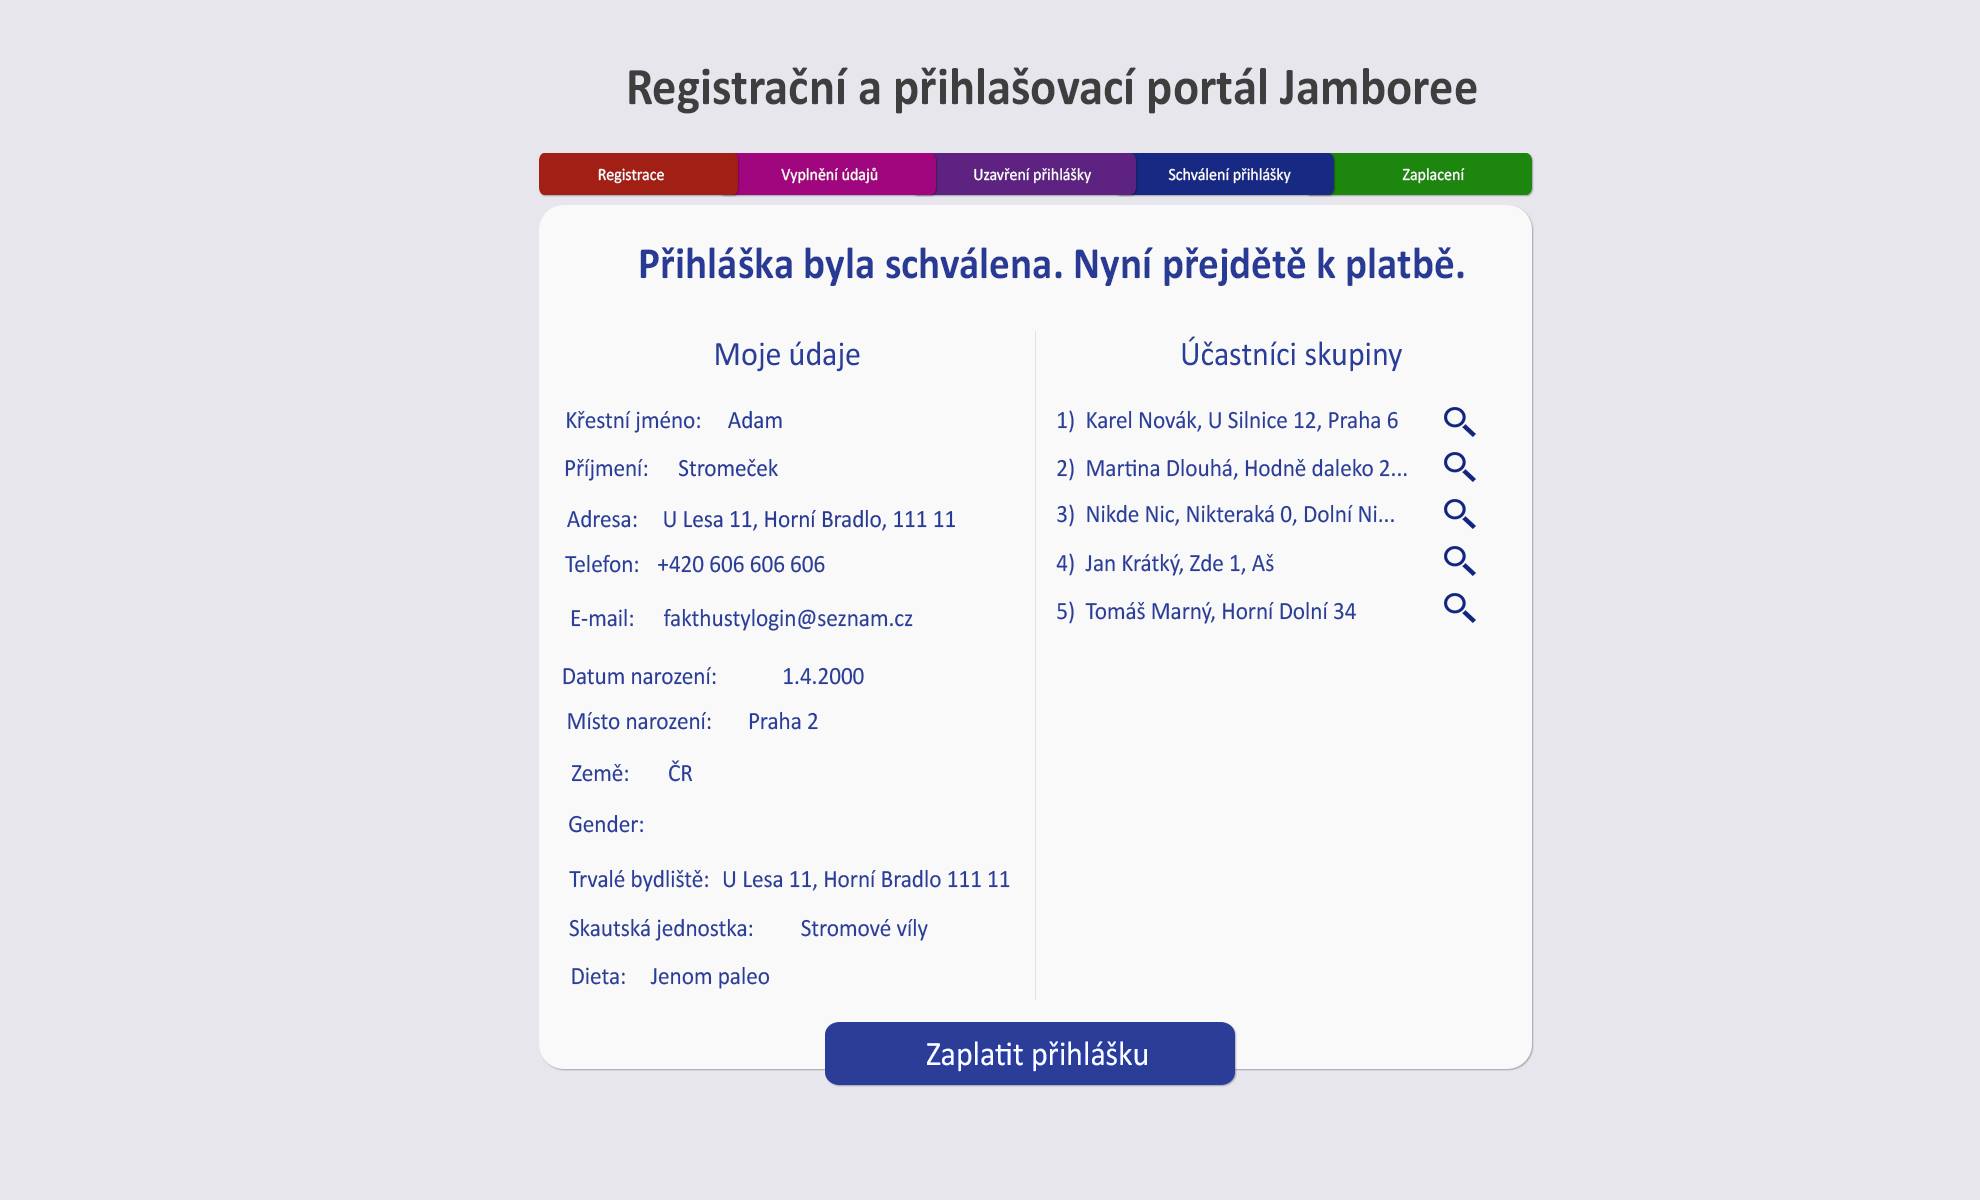 Registrační a přihlašovací portál Jamboree
Registrace
Vyplnění údajů
Uzavření přihlášky
Schválení přihlášky
Zaplacení
Přihláška byla schválena. Nyní přejdětě k platbě.
Moje údaje
Křestní jméno: Adam
Příjmení: Stromeček
Adresa: U Lesa 11, Horní Bradlo, 111 11
Telefon: +420 606 606 606
E-mail: fakthustylogin@seznam.cz
Datum narození: 1.4.2000
Místo narození: Praha 2
Země: ČR
Gender:
Trvalé bydliště: U Lesa 11, Horní Bradlo 111 11
Skautská jednostka: Stromové víly
Dieta: Jenom paleo
Účastníci skupiny
1) Karel Novák, U Silnice 12, Praha 6
2) Martina Dlouhá, Hodně daleko 2...
3) Nikde Nic, Nikteraká 0, Dolní Ni...
4) Jan Krátký, Zde 1, Aš
5) Tomáš Marný, Horní Dolní 34
Zaplatit přihlášku